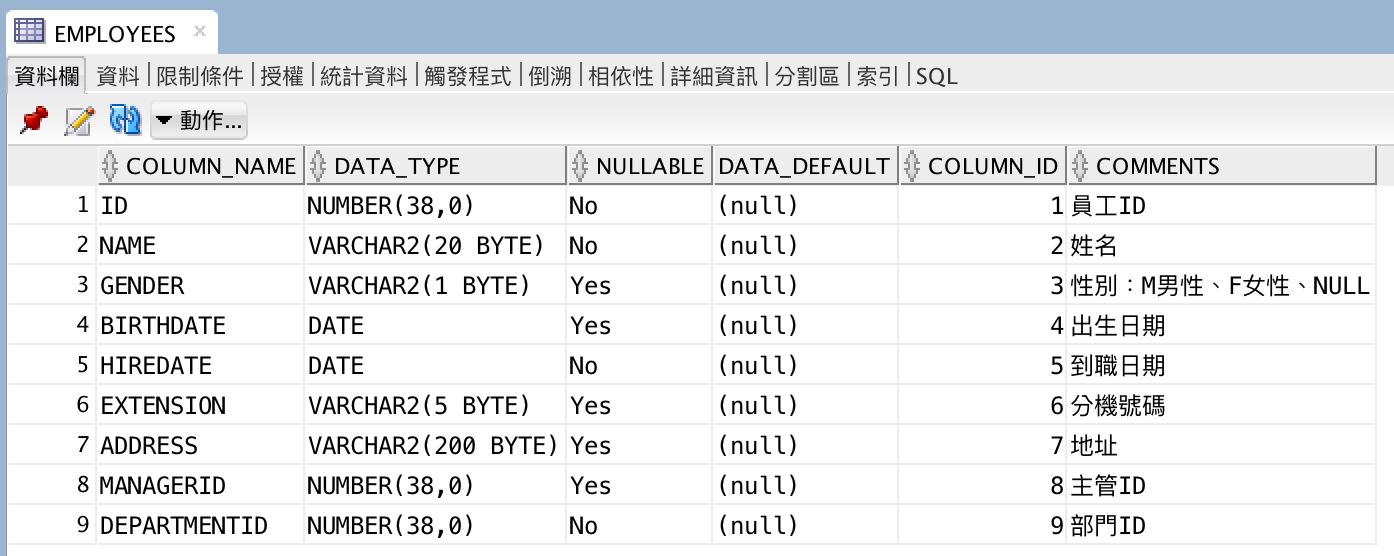 EMPLOYEES
資料欄 資料 限制條件 授權 統計資料 觸發程式 倒溯 相依性 詳細資訊 分割區 索引 SQL
動作...
COLUMN_NAME DATA_TYPE NULLABLE DATA_DEFAULT COLUMN_ID COMMENTS
1 ID NUMBER(38,0) No (null) 1 員工ID
2 NAME VARCHAR2(20 BYTE) No (null) 2 姓名
3 GENDER VARCHAR2(1 BYTE) Yes (null) 3 性別：M男性、F女性、NULL
4 BIRTHDATE DATE Yes (null) 4 出生日期
5 HIREDATE DATE No (null) 5 到職日期
6 EXTENSION VARCHAR2(5 BYTE) Yes (null) 6 分機號碼
7 ADDRESS VARCHAR2(200 BYTE) Yes (null) 7 地址
8 MANAGERID NUMBER(38,0) Yes (null) 8 主管ID
9 DEPARTMENTID NUMBER(38,0) No (null) 9 部門ID